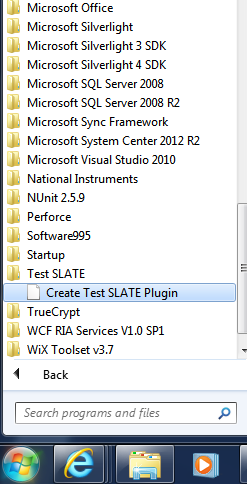 Microsoft Office
Microsoft Silverlight
Microsoft Silverlight 3 SDK
Microsoft Silverlight 4 SDK
Microsoft SQL Server 2008
Microsoft SQL Server 2008 R2
Microsoft Sync Framework
Microsoft System Center 2012 R2
Microsoft Visual Studio 2010
National Instruments
NUnit 2.5.9
Perforce
Software995
Startup
Test SLATE
Create Test SLATE Plugin
TrueCrypt
WCF RIA Services V1.0 SP1
WiX Toolset v3.7
Back
Search programs and files